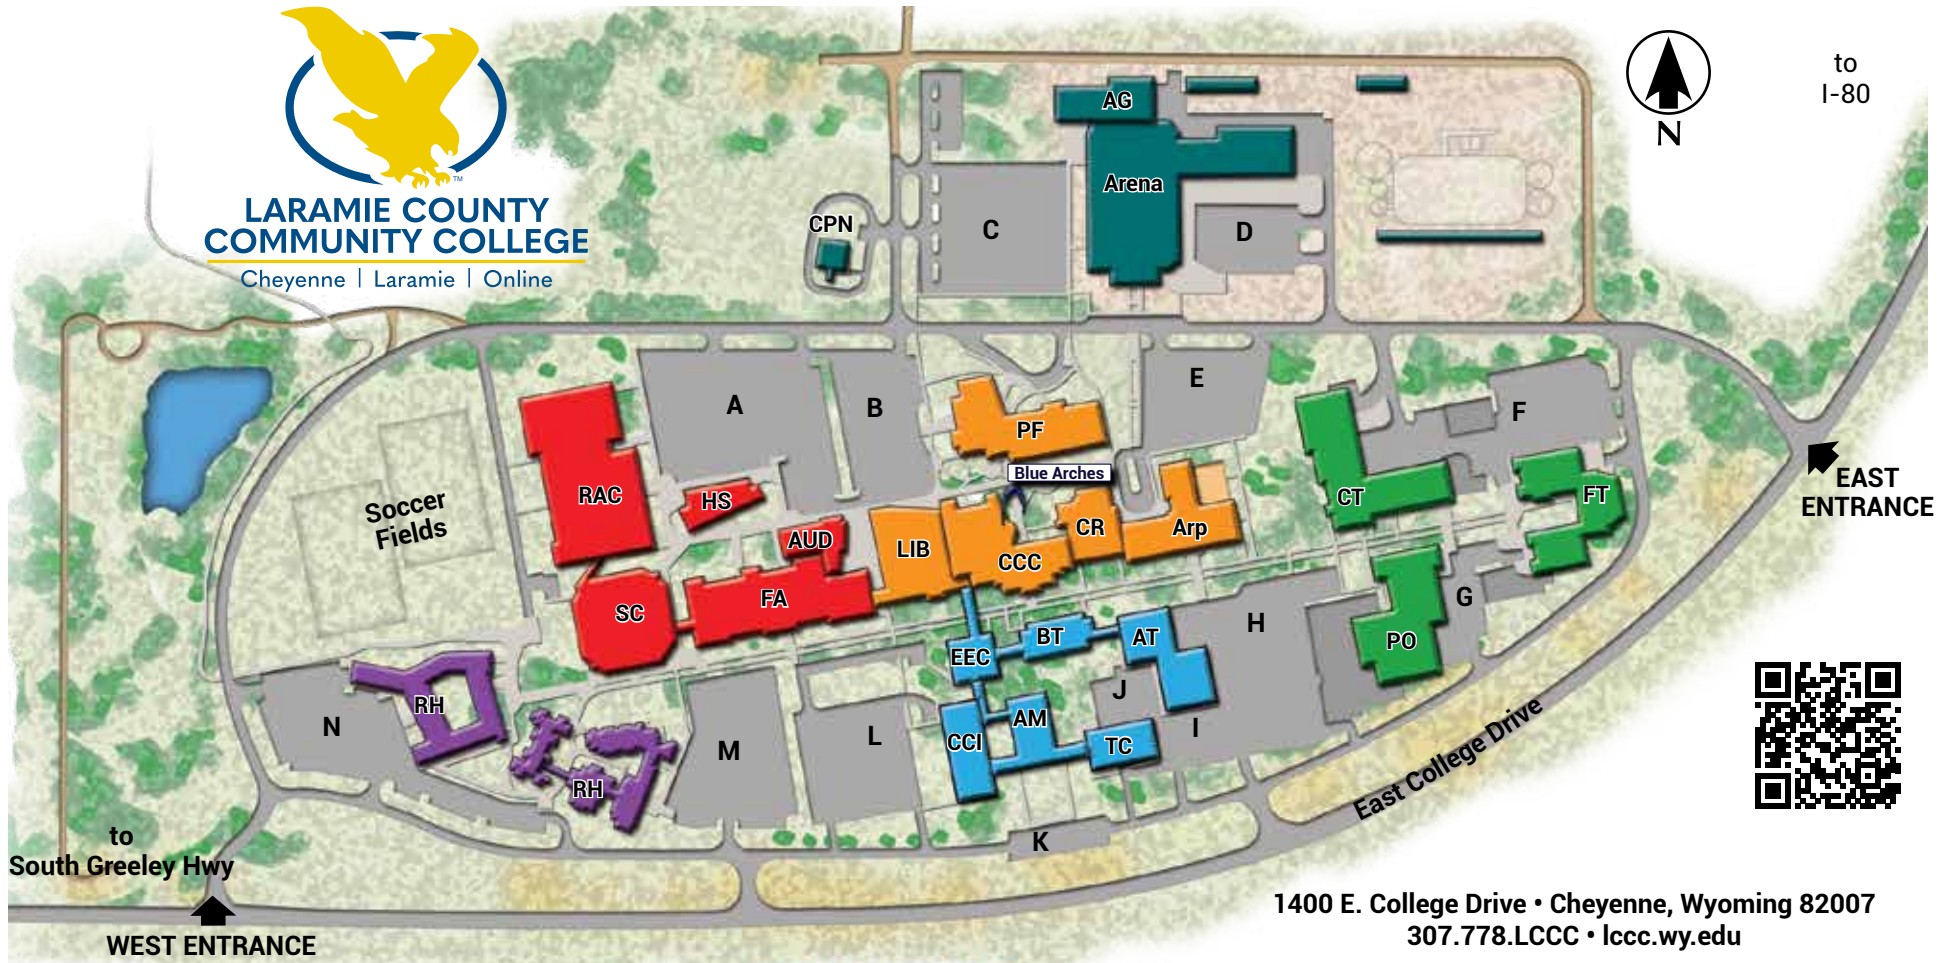 LARAMIE COUNTY
COMMUNITY COLLEGE
Cheyenne | Laramie | Online
TM
N
to
I-80
AG
Arena
CPN
C
D
A
B
E
F
PF
Blue Arches
RAC
HS
AUD
LIB
CCC
CR
Arp
CT
FT
EAST
ENTRANCE
Soccer
Fields
SC
FA
EEC
BT
AT
H
G
PO
RH
N
RH
M
L
CCI
AM
J
TC
I
K
East College Drive
to
South Greeley Hwy
WEST ENTRANCE
1400 E. College Drive • Cheyenne, Wyoming 82007
307.778.LCCC • lccc.wy.edu